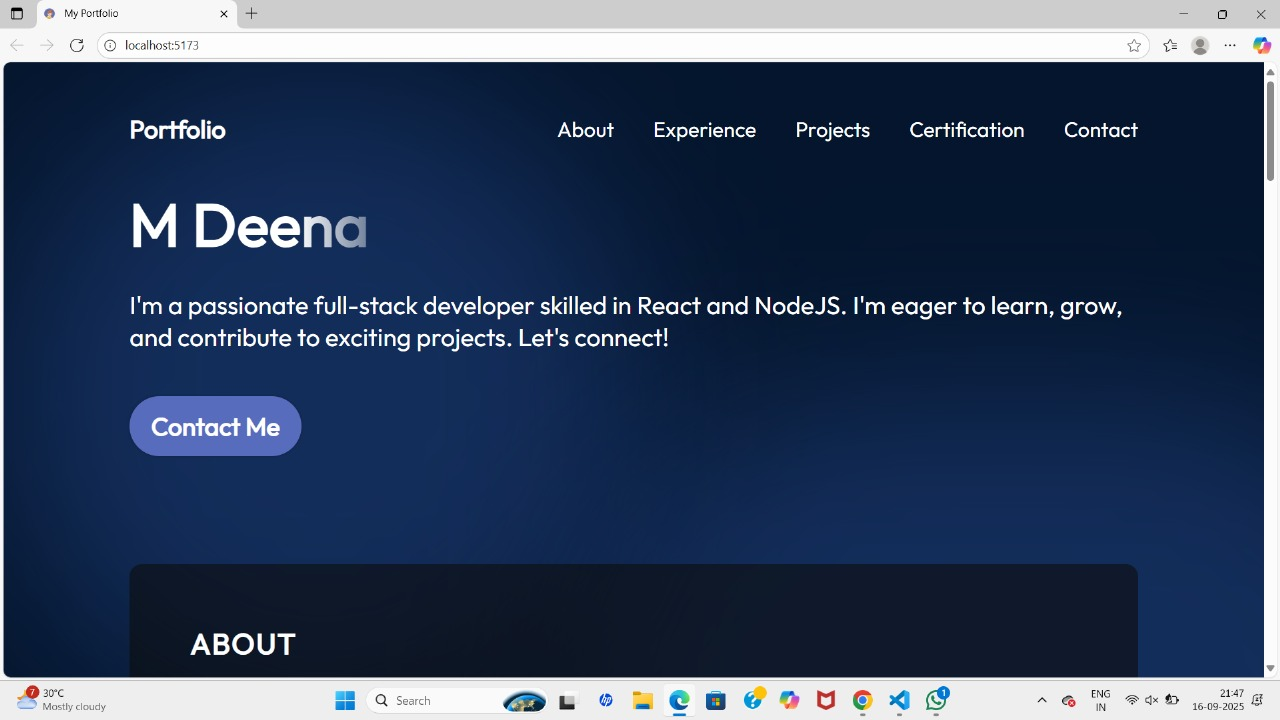 My Portfolio
localhost:5173
Portfolio
About Experience Projects Certification Contact
M Deena
I'm a passionate full-stack developer skilled in React and NodeJS. I'm eager to learn, grow,
and contribute to exciting projects. Let's connect!
Contact Me
ABOUT
7
30°C
Mostly cloudy
Search
1
ENG
IN
21:47
16-09-2025